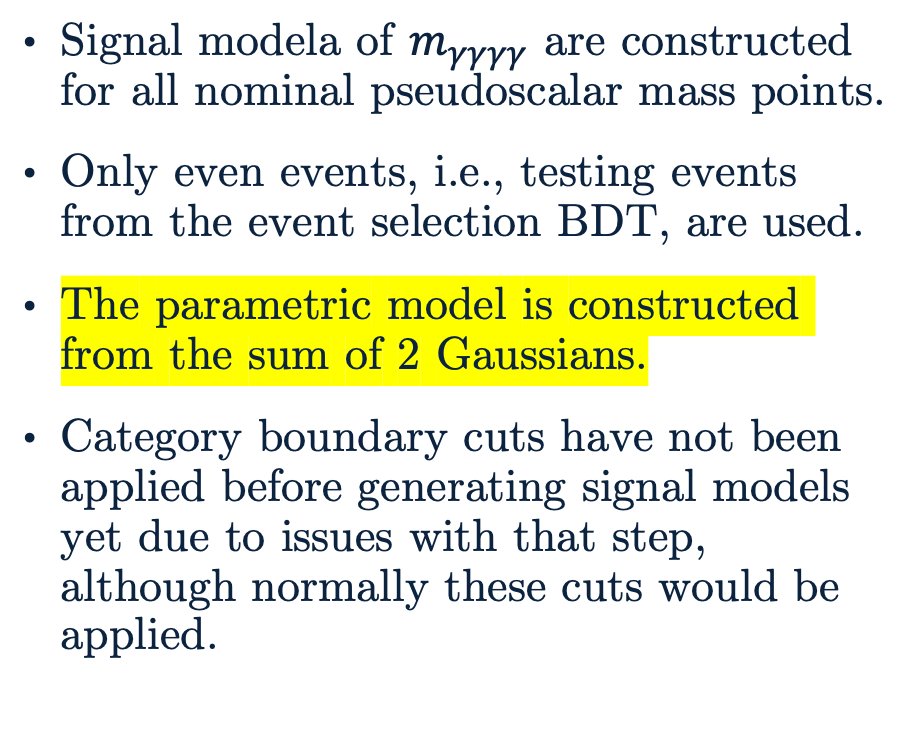 • Signal modela of mγγγγ are constructed
for all nominal pseudoscalar mass points.
• Only even events, i.e., testing events
from the event selection BDT, are used.
• The parametric model is constructed
from the sum of 2 Gaussians.
• Category boundary cuts have not been
applied before generating signal models
yet due to issues with that step,
although normally these cuts would be
applied.